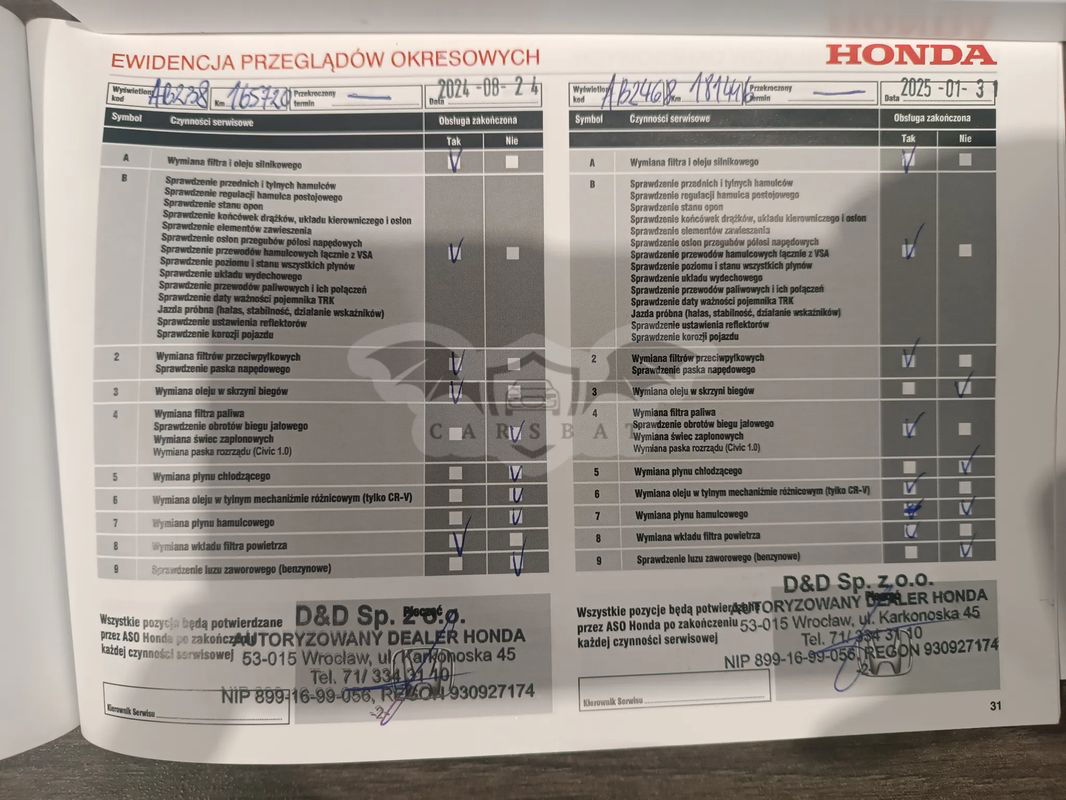 EWIDENCJA PRZEGLĄDÓW OKRESOWYCH
HONDA
Wyświetlony kod AB238 Km 165720 Przekroczony termin — Data 2024-08-24
Symbol Czynności serwisowe Obsługa zakończona
Tak Nie
A Wymiana filtra i oleju silnikowego
B Sprawdzenie przednich i tylnych hamulców
Sprawdzenie regulacji hamulca postojowego
Sprawdzenie stanu opon
Sprawdzenie końcówek drążków, układu kierowniczego i osłon
Sprawdzenie elementów zawieszenia
Sprawdzenie osłon przegubów półosi napędowych
Sprawdzenie przewodów hamulcowych łącznie z VSA
Sprawdzenie poziomu i stanu wszystkich płynów
Sprawdzenie układu wydechowego
Sprawdzenie przewodów paliwowych i ich połączeń
Sprawdzenie daty ważności pojemnika TRK
Jazda próbna (hałas, stabilność, działanie wskaźników)
Sprawdzenie ustawienia reflektorów
Sprawdzenie korozji pojazdu
2 Wymiana filtrów przeciwpyłkowych
Sprawdzenie paska napędowego
3 Wymiana oleju w skrzyni biegów
4 Wymiana filtra paliwa
Sprawdzenie obrotów biegu jałowego
Wymiana świec zapłonowych
Wymiana paska rozrządu (Civic 1.0)
5 Wymiana płynu chłodzącego
6 Wymiana oleju w tylnym mechanizmie różnicowym (tylko CR-V)
7 Wymiana płynu hamulcowego
8 Wymiana wkładu filtra powietrza
9 Sprawdzenie luzu zaworowego (benzynowe)
Wszystkie pozycje będą potwierdzane
przez ASO Honda po zakończeniu
każdej czynności serwisowej
Pieczęć
D&D Sp. z o.o.
AUTORYZOWANY DEALER HONDA
53-015 Wrocław, ul. Karkonoska 45
Tel. 71/ 334 31 10
NIP 899-16-99-056, REGON 930927174
-2-
Kierownik Serwisu
Wyświetlony kod AB2468 Km 181446 Przekroczony termin — Data 2025-01-31
Symbol Czynności serwisowe Obsługa zakończona
Tak Nie
A Wymiana filtra i oleju silnikowego
B Sprawdzenie przednich i tylnych hamulców
Sprawdzenie regulacji hamulca postojowego
Sprawdzenie stanu opon
Sprawdzenie końcówek drążków, układu kierowniczego i osłon
Sprawdzenie elementów zawieszenia
Sprawdzenie osłon przegubów półosi napędowych
Sprawdzenie przewodów hamulcowych łącznie z VSA
Sprawdzenie poziomu i stanu wszystkich płynów
Sprawdzenie układu wydechowego
Sprawdzenie przewodów paliwowych i ich połączeń
Sprawdzenie daty ważności pojemnika TRK
Jazda próbna (hałas, stabilność, działanie wskaźników)
Sprawdzenie ustawienia reflektorów
Sprawdzenie korozji pojazdu
2 Wymiana filtrów przeciwpyłkowych
Sprawdzenie paska napędowego
3 Wymiana oleju w skrzyni biegów
4 Wymiana filtra paliwa
Sprawdzenie obrotów biegu jałowego
Wymiana świec zapłonowych
Wymiana paska rozrządu (Civic 1.0)
5 Wymiana płynu chłodzącego
6 Wymiana oleju w tylnym mechanizmie różnicowym (tylko CR-V)
7 Wymiana płynu hamulcowego
8 Wymiana wkładu filtra powietrza
9 Sprawdzenie luzu zaworowego (benzynowe)
Wszystkie pozycje będą potwierdzane
przez ASO Honda po zakończeniu
każdej czynności serwisowej
Pieczęć
D&D Sp. z o.o.
AUTORYZOWANY DEALER HONDA
53-015 Wrocław, ul. Karkonoska 45
Tel. 71/ 334 31 10
NIP 899-16-99-056, REGON 930927174
-2-
Kierownik Serwisu
31
CARSBAT